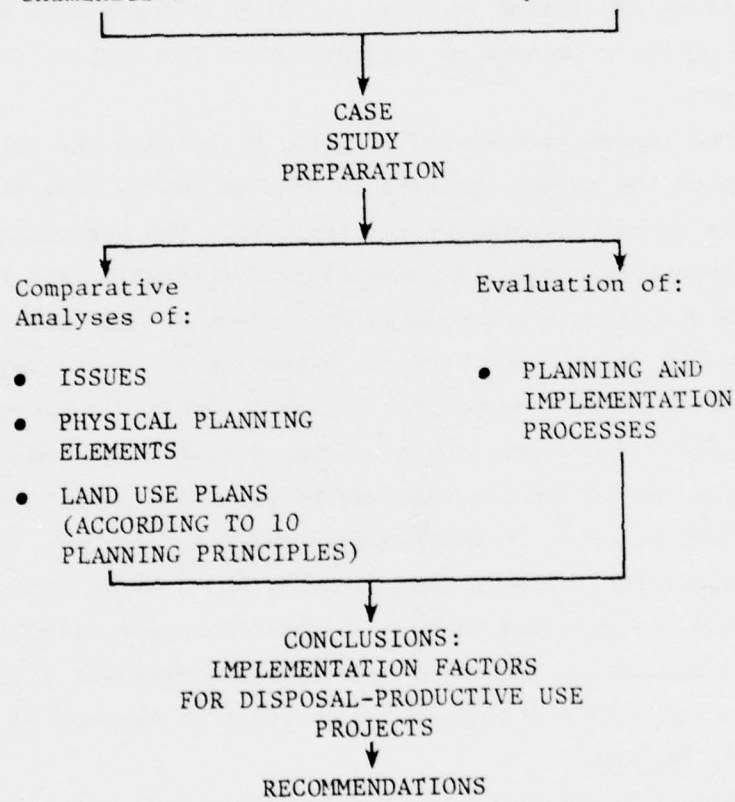 CASE
STUDY
PREPARATION
Comparative
Analyses of:
• ISSUES
• PHYSICAL PLANNING
ELEMENTS
• LAND USE PLANS
(ACCORDING TO 10
PLANNING PRINCIPLES)
Evaluation of:
• PLANNING AND
IMPLEMENTATION
PROCESSES
CONCLUSIONS:
IMPLEMENTATION FACTORS
FOR DISPOSAL-PRODUCTIVE USE
PROJECTS
RECOMMENDATIONS